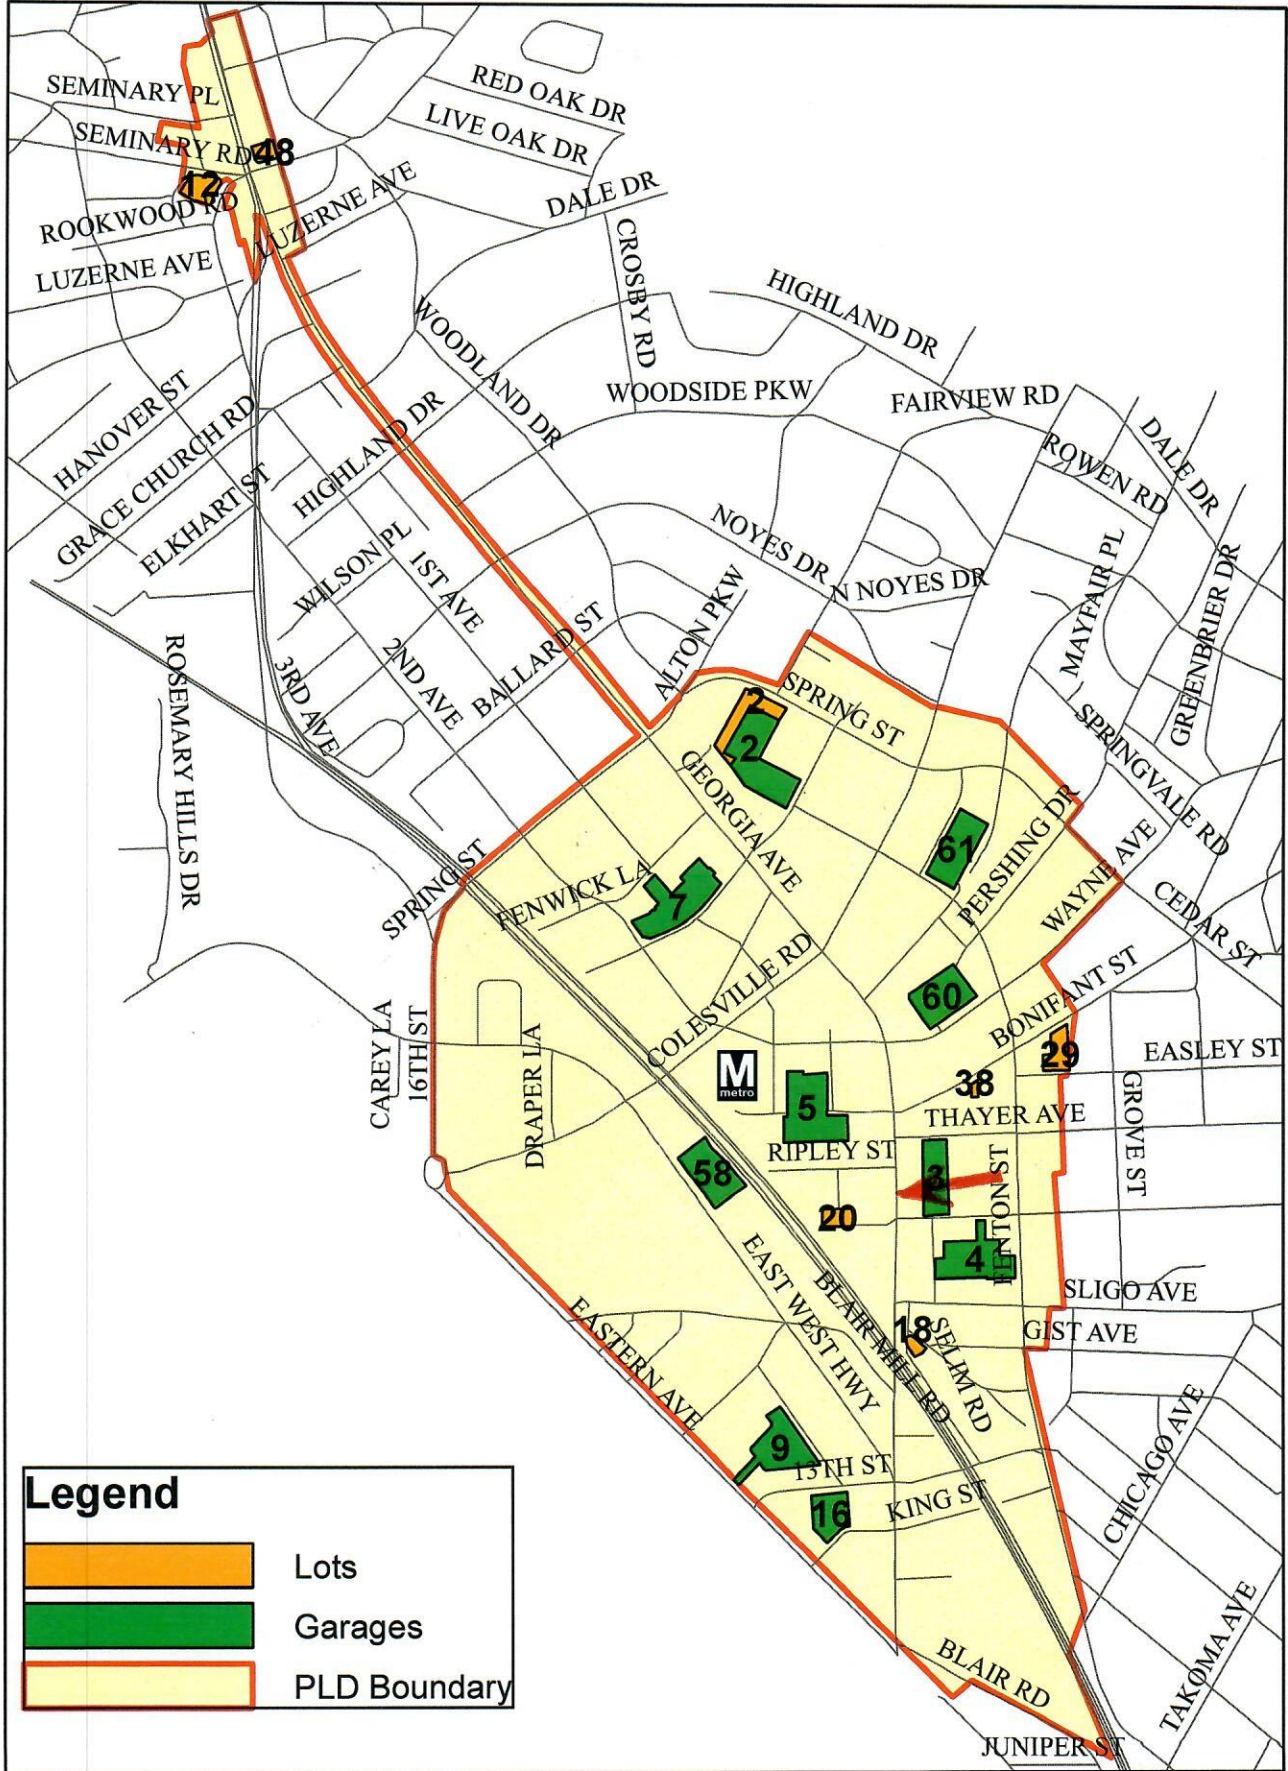 RED OAK DR
SEMINARY PL
LIVE OAK DR
SEMINARY RD
48
12
DALE DR
ROOKWOOD RD
LUZERNE AVE
LUZERNE AVE
CROSBY RD
HIGHLAND DR
WOODLAND DR
WOODSIDE PKW
FAIRVIEW RD
HANOVER ST
HIGHLAND DR
GRACE CHURCH RD
DALE DR
ROWEN RD
ELKHART ST
NOYES DR
WILSON PL
1ST AVE
N NOYES DR
MAYFAIR PL
GREENBRIER DR
ALTON PKW
BALLARD ST
2ND AVE
3RD AVE
ROSEMARY HILLS DR
2
SPRING ST
2
SPRINGVALE RD
GEORGIA AVE
61
PERSHING DR
WAYNE AVE
SPRING ST
FENWICK LA
7
CEDAR ST
COLESVILLE RD
60
BONIFANT ST
CAREY LA
16TH ST
DRAPER LA
29
EASLEY ST
M
metro
38
5
THAYER AVE
GROVE ST
RIPLEY ST
58
3
FENTON ST
20
4
EAST WEST HWY
BLAIR MILL RD
SLIGO AVE
18
GIST AVE
SELIM RD
EASTERN AVE
9
13TH ST
CHICAGO AVE
16
KING ST
Legend
Lots
Garages
PLD Boundary
BLAIR RD
TAKOMA AVE
JUNIPER ST